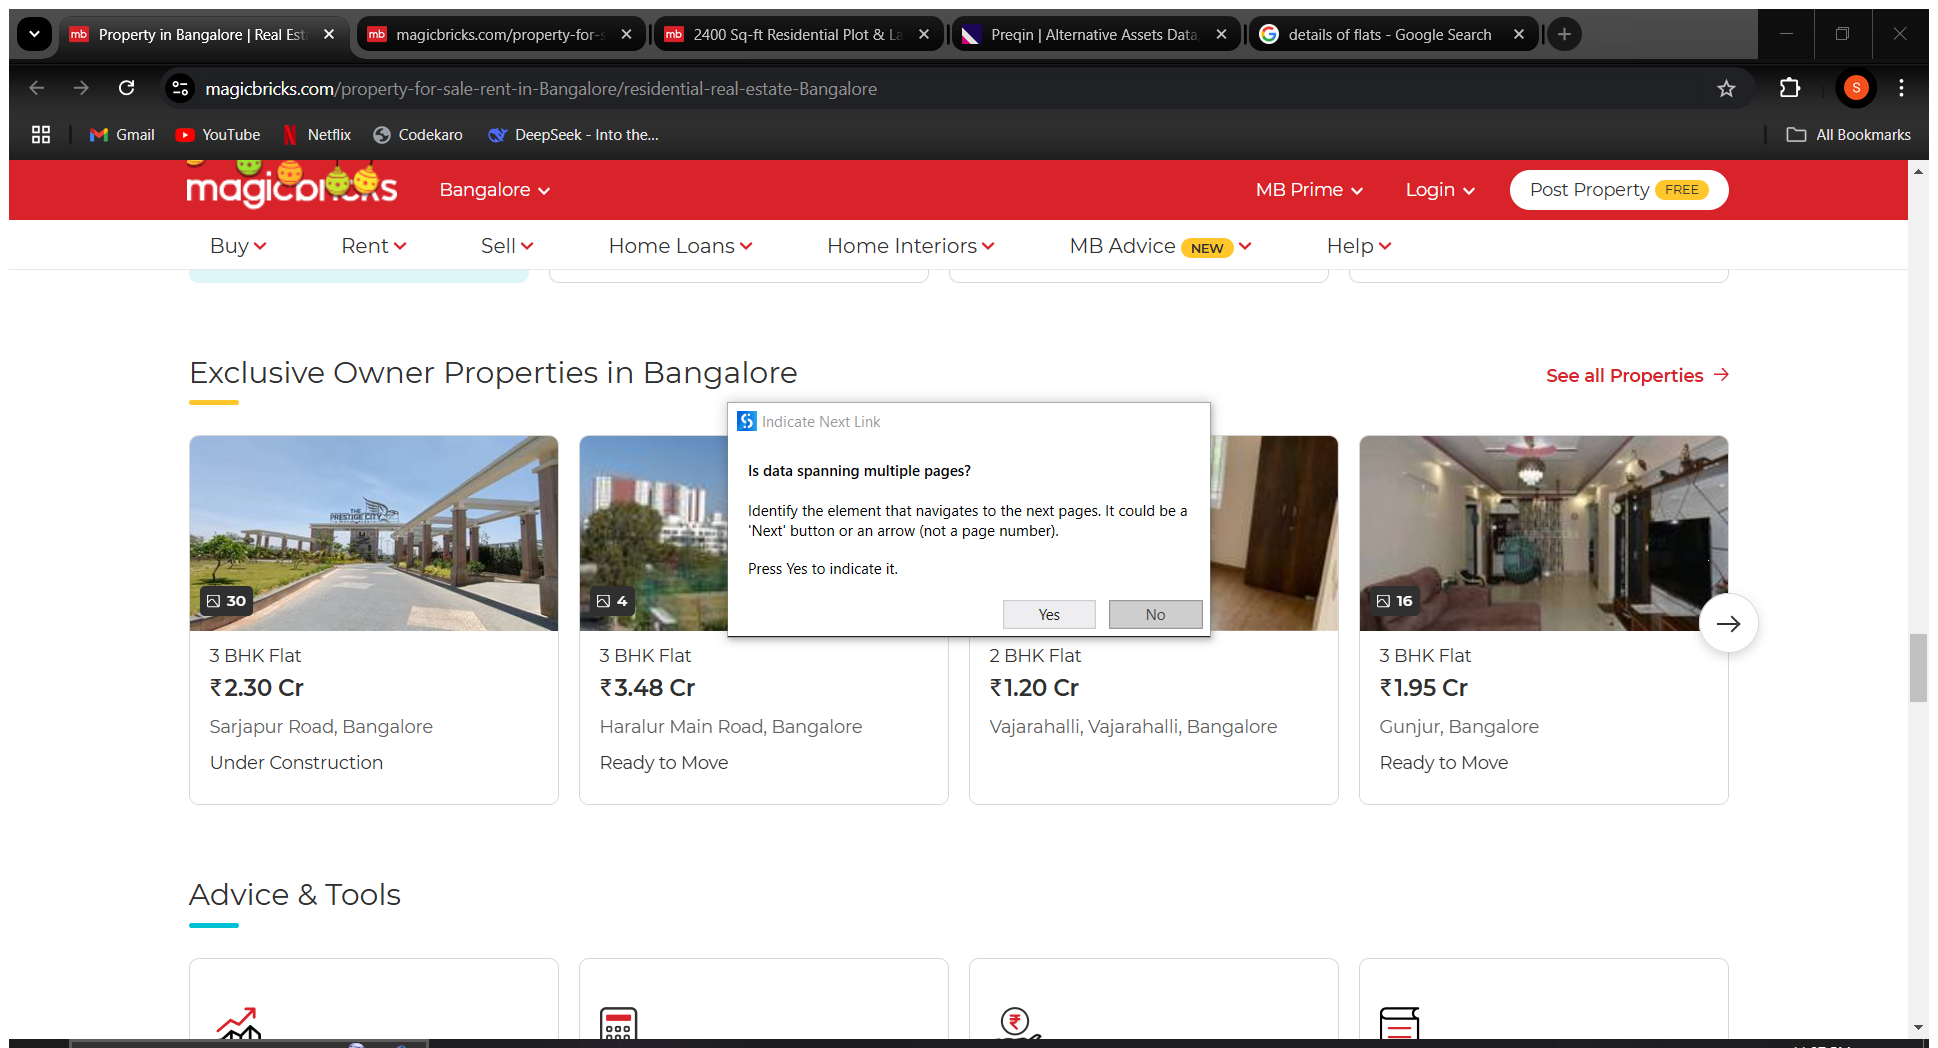 Property in Bangalore | Real Est
magicbricks.com/property-for-s
2400 Sq-ft Residential Plot & La
Preqin | Alternative Assets Data,
details of flats - Google Search
magicbricks.com/property-for-sale-rent-in-Bangalore/residential-real-estate-Bangalore
S
Gmail
YouTube
Netflix
Codekaro
DeepSeek - Into the...
All Bookmarks
magicbricks
Bangalore
MB Prime
Login
Post Property FREE
Buy
Rent
Sell
Home Loans
Home Interiors
MB Advice NEW
Help
Exclusive Owner Properties in Bangalore
See all Properties
Indicate Next Link
Is data spanning multiple pages?
Identify the element that navigates to the next pages. It could be a
'Next' button or an arrow (not a page number).
Press Yes to indicate it.
Yes
No
THE
PRESTIGE CITY
30
4
16
3 BHK Flat
₹2.30 Cr
Sarjapur Road, Bangalore
Under Construction
3 BHK Flat
₹3.48 Cr
Haralur Main Road, Bangalore
Ready to Move
2 BHK Flat
₹1.20 Cr
Vajarahalli, Vajarahalli, Bangalore
3 BHK Flat
₹1.95 Cr
Gunjur, Bangalore
Ready to Move
Advice & Tools